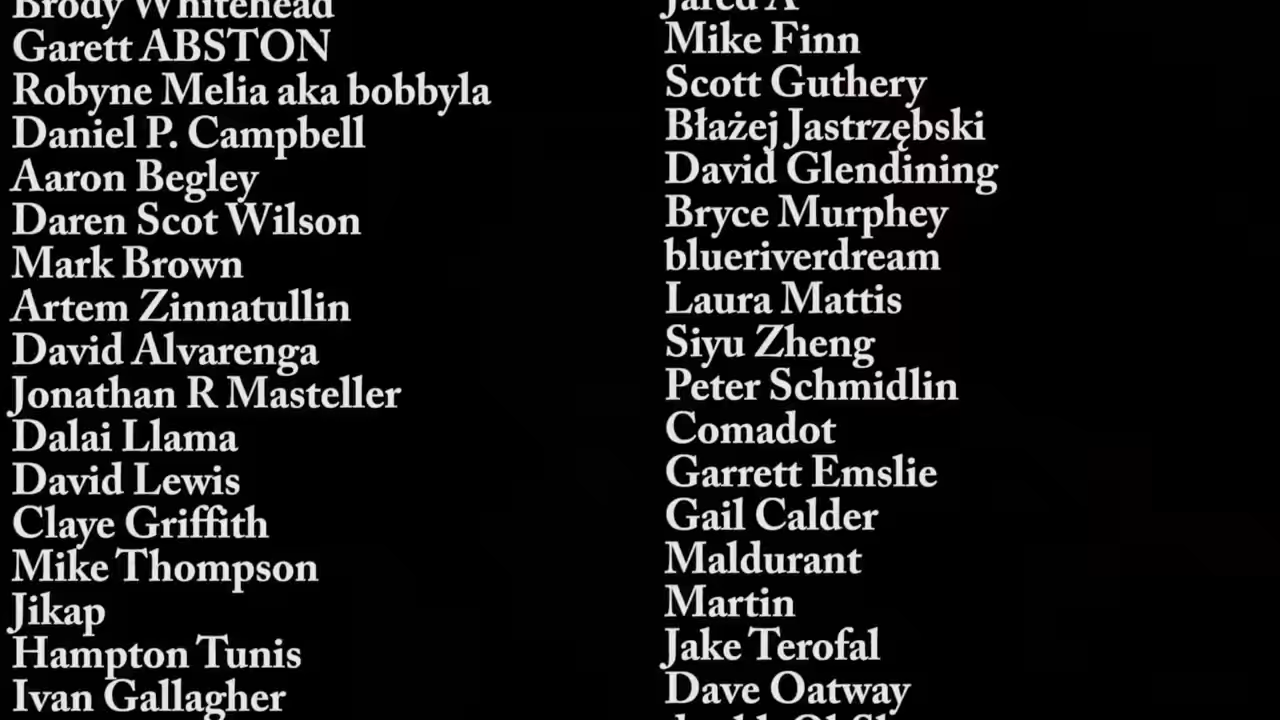 Brody Whitehead
Garett ABSTON
Robyne Melia aka bobbyla
Daniel P. Campbell
Aaron Begley
Daren Scot Wilson
Mark Brown
Artem Zinnatullin
David Alvarenga
Jonathan R Masteller
Dalai Llama
David Lewis
Claye Griffith
Mike Thompson
Jikap
Hampton Tunis
Ivan Gallagher
Jared A
Mike Finn
Scott Guthery
Błażej Jastrzębski
David Glendining
Bryce Murphey
blueriverdream
Laura Mattis
Siyu Zheng
Peter Schmidlin
Comadot
Garrett Emslie
Gail Calder
Maldurant
Martin
Jake Terofal
Dave Oatway